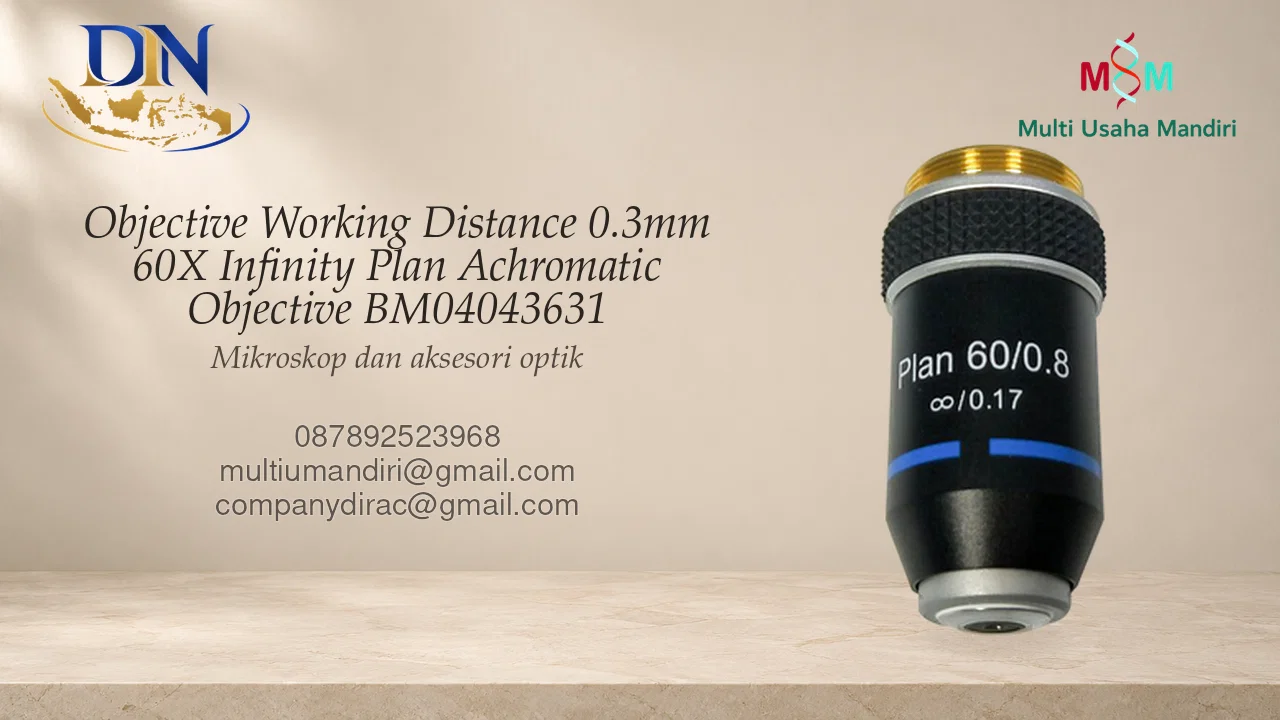 DN
M M
Multi Usaha Mandiri
Objective Working Distance 0.3mm
60X Infinity Plan Achromatic
Objective BM04043631
Mikroskop dan aksesori optik
087892523968
multiumandiri@gmail.com
companydirac@gmail.com
Plan 60/0.8
∞/0.17